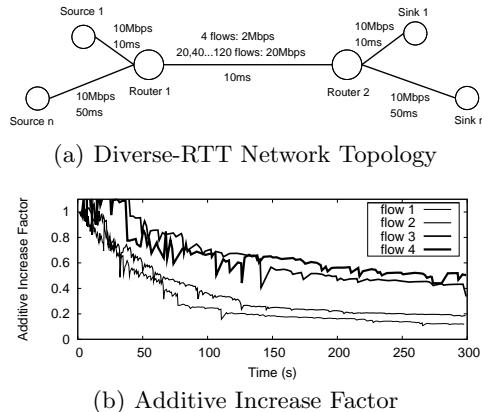 Source 1
Sink 1
10Mbps
10ms
4 flows: 2Mbps
20,40...120 flows: 20Mbps
10Mbps
10ms
10ms
Router 1
Router 2
10Mbps
50ms
10Mbps
50ms
Source n
Sink n
(a) Diverse-RTT Network Topology
Additive Increase Factor
1
0.8
0.6
0.4
0.2
0
flow 1
flow 2
flow 3
flow 4
0 50 100 150 200 250 300
Time (s)
(b) Additive Increase Factor